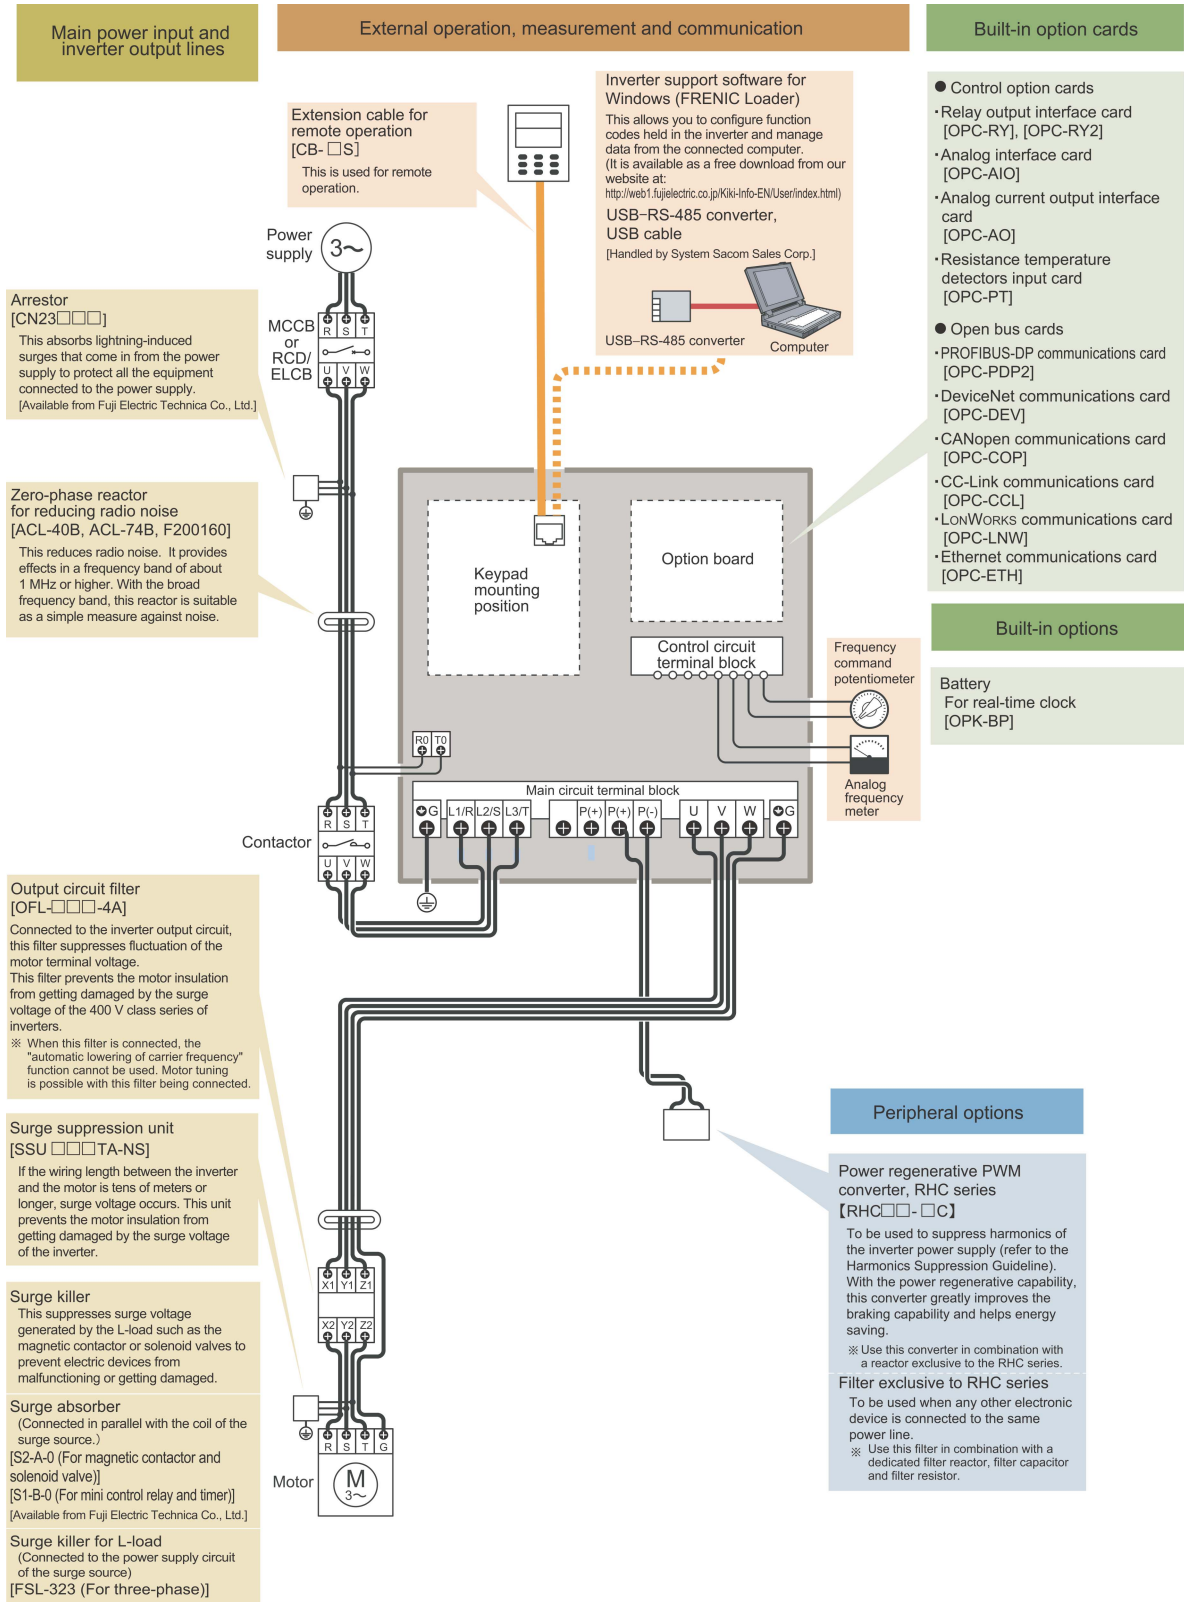 Main power input and
inverter output lines
External operation, measurement and communication
Built-in option cards
Extension cable for
remote operation
[CB- □S]
This is used for remote
operation.
Inverter support software for
Windows (FRENIC Loader)
This allows you to configure function
codes held in the inverter and manage
data from the connected computer.
(It is available as a free download from our
website at:
http://web1.fujielectric.co.jp/Kiki-Info-EN/User/index.html)
USB–RS-485 converter,
USB cable
[Handled by System Sacom Sales Corp.]
USB–RS-485 converter
Computer
● Control option cards
・Relay output interface card
[OPC-RY], [OPC-RY2]
・Analog interface card
[OPC-AIO]
・Analog current output interface
card
[OPC-AO]
・Resistance temperature
detectors input card
[OPC-PT]
● Open bus cards
・PROFIBUS-DP communications card
[OPC-PDP2]
・DeviceNet communications card
[OPC-DEV]
・CANopen communications card
[OPC-COP]
・CC-Link communications card
[OPC-CCL]
・LONWORKS communications card
[OPC-LNW]
・Ethernet communications card
[OPC-ETH]
Built-in options
Battery
For real-time clock
[OPK-BP]
Power
supply
3~
MCCB
or
RCD/
ELCB
R S T
U V W
Arrestor
[CN23□□□]
This absorbs lightning-induced
surges that come in from the power
supply to protect all the equipment
connected to the power supply.
[Available from Fuji Electric Technica Co., Ltd.]
Zero-phase reactor
for reducing radio noise
[ACL-40B, ACL-74B, F200160]
This reduces radio noise. It provides
effects in a frequency band of about
1 MHz or higher. With the broad
frequency band, this reactor is suitable
as a simple measure against noise.
Keypad
mounting
position
Option board
Control circuit
terminal block
Frequency
command
potentiometer
Analog
frequency
meter
R0 T0
Main circuit terminal block
G L1/R L2/S L3/T P(+) P(+) P(-) U V W G
Contactor
R S T
U V W
Output circuit filter
[OFL-□□□-4A]
Connected to the inverter output circuit,
this filter suppresses fluctuation of the
motor terminal voltage.
This filter prevents the motor insulation
from getting damaged by the surge
voltage of the 400 V class series of
inverters.
※ When this filter is connected, the
"automatic lowering of carrier frequency"
function cannot be used. Motor tuning
is possible with this filter being connected.
Surge suppression unit
[SSU □□□TA-NS]
If the wiring length between the inverter
and the motor is tens of meters or
longer, surge voltage occurs. This unit
prevents the motor insulation from
getting damaged by the surge voltage
of the inverter.
Surge killer
This suppresses surge voltage
generated by the L-load such as the
magnetic contactor or solenoid valves to
prevent electric devices from
malfunctioning or getting damaged.
Surge absorber
(Connected in parallel with the coil of the
surge source.)
[S2-A-0 (For magnetic contactor and
solenoid valve)]
[S1-B-0 (For mini control relay and timer)]
[Available from Fuji Electric Technica Co., Ltd.]
Surge killer for L-load
(Connected to the power supply circuit
of the surge source)
[FSL-323 (For three-phase)]
X1 Y1 Z1
X2 Y2 Z2
R S T G
Motor
M
3~
Peripheral options
Power regenerative PWM
converter, RHC series
【RHC□□-□C】
To be used to suppress harmonics of
the inverter power supply (refer to the
Harmonics Suppression Guideline).
With the power regenerative capability,
this converter greatly improves the
braking capability and helps energy
saving.
※ Use this converter in combination with
a reactor exclusive to the RHC series.
Filter exclusive to RHC series
To be used when any other electronic
device is connected to the same
power line.
※ Use this filter in combination with a
dedicated filter reactor, filter capacitor
and filter resistor.